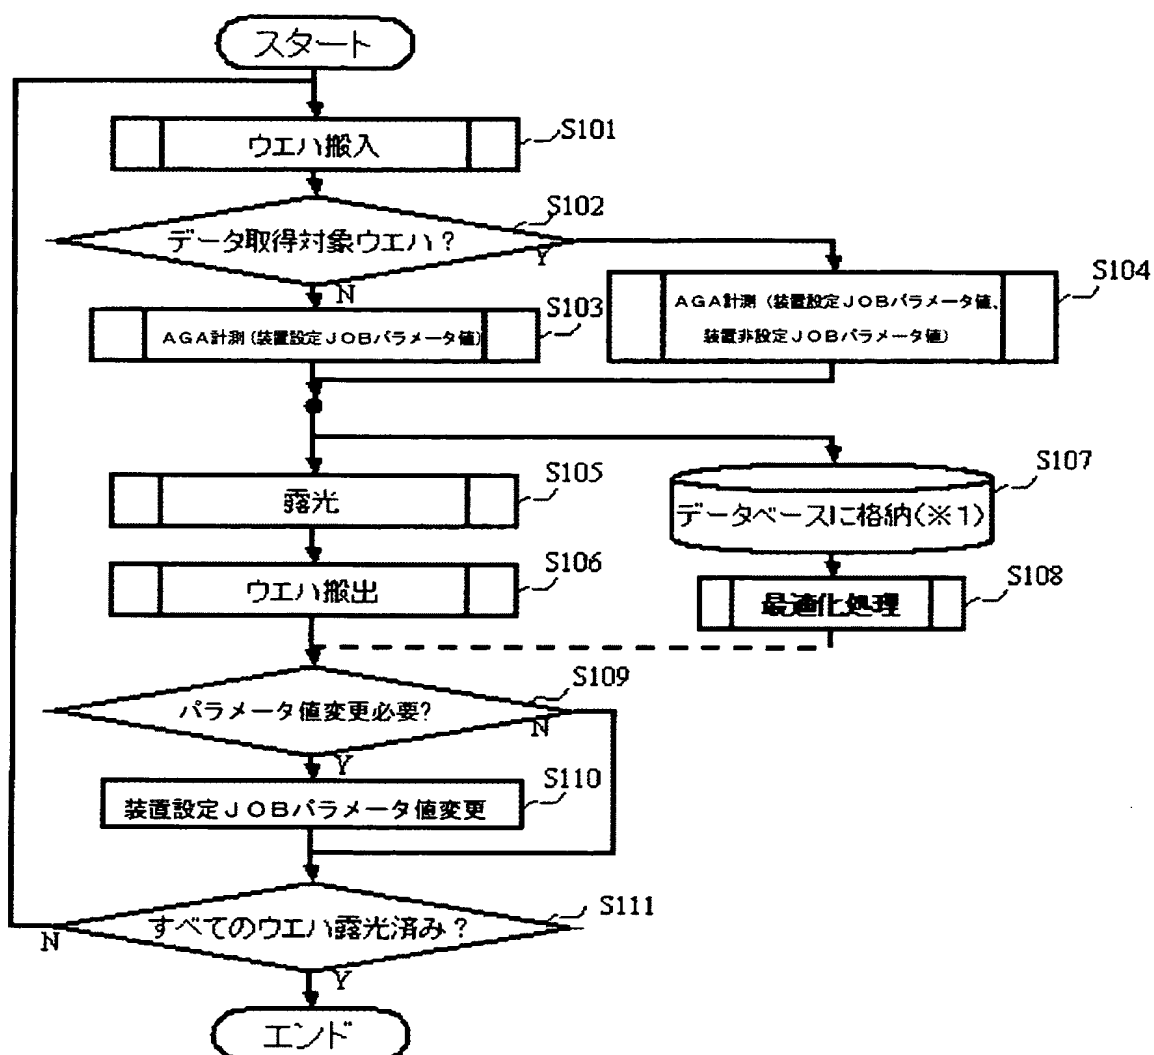 スタート
ウエハ搬入
S101
データ取得対象ウエハ？
S102
Y
N
AGA計測（装置設定JOBパラメータ値）
S103
AGA計測（装置設定JOBパラメータ値、
装置非設定JOBパラメータ値）
S104
露光
S105
データベースに格納(※1)
S107
ウエハ搬出
S106
最適化処理
S108
パラメータ値変更必要?
S109
N
Y
装置設定JOBパラメータ値変更
S110
すべてのウエハ露光済み？
S111
N
Y
エンド